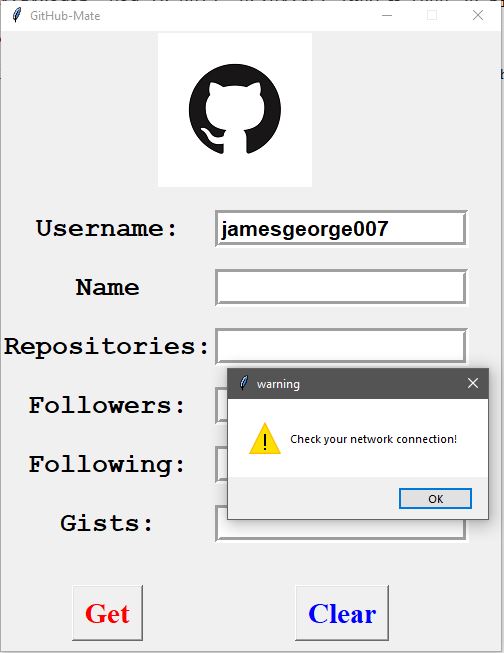 GitHub-Mate
Username: jamesgeorge007
Name
Repositories:
Followers:
warning
Check your network connection!
Following:
OK
Gists:
Get Clear